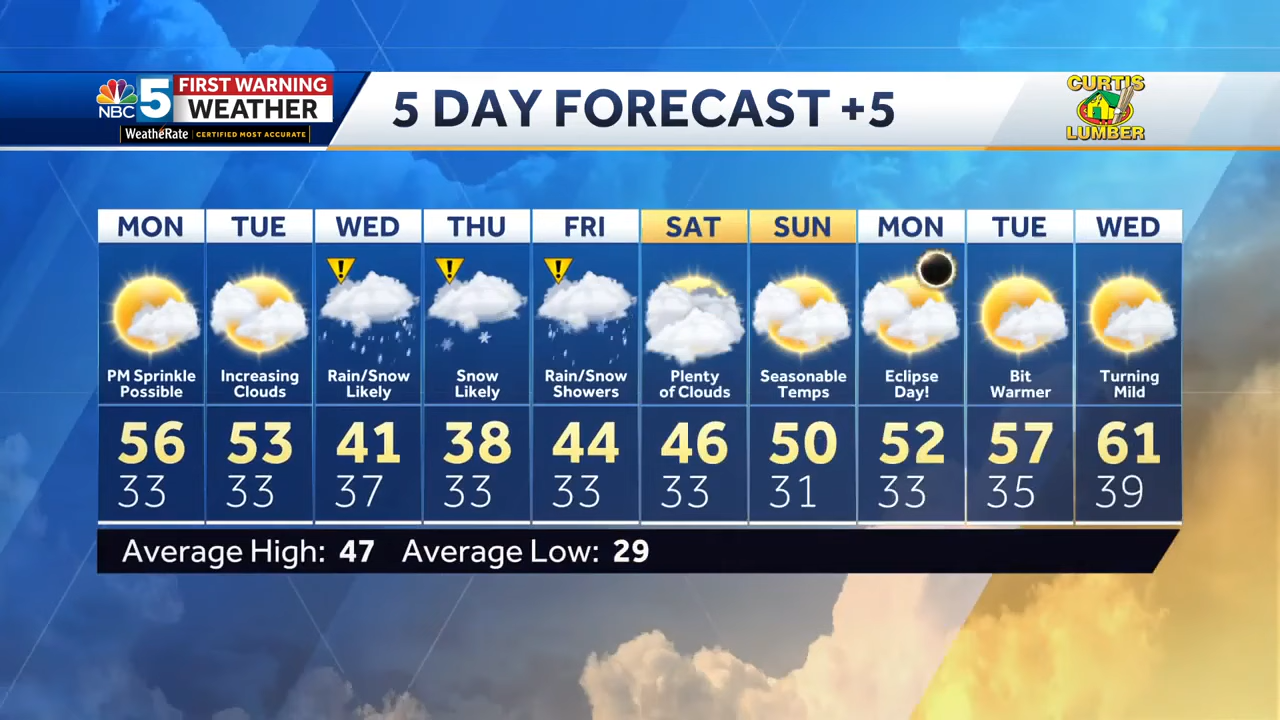 NBC 5 FIRST WARNING
WEATHER
WeatheRate CERTIFIED MOST ACCURATE
5 DAY FORECAST +5
CURTIS
LUMBER
MON TUE WED THU FRI SAT SUN MON TUE WED
! ! !
PM Sprinkle Increasing Rain/Snow Snow Rain/Snow Plenty Seasonable Eclipse Bit Turning
Possible Clouds Likely Likely Showers of Clouds Temps Day! Warmer Mild
56 53 41 38 44 46 50 52 57 61
33 33 37 33 33 33 31 33 35 39
Average High: 47 Average Low: 29